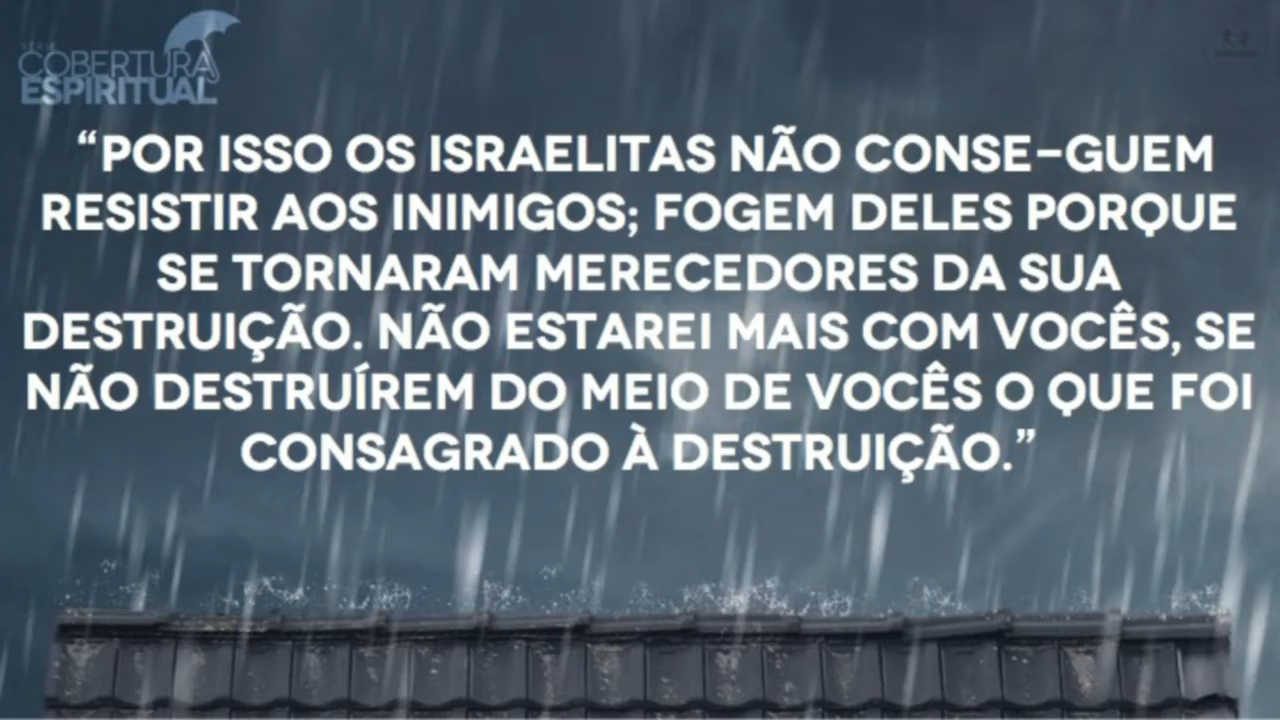 SÉRIE
COBERTURA
ESPIRITUAL
“POR ISSO OS ISRAELITAS NÃO CONSE-GUEM
RESISTIR AOS INIMIGOS; FOGEM DELES PORQUE
SE TORNARAM MERECEDORES DA SUA
DESTRUIÇÃO. NÃO ESTAREI MAIS COM VOCÊS, SE
NÃO DESTRUÍREM DO MEIO DE VOCÊS O QUE FOI
CONSAGRADO À DESTRUIÇÃO.”